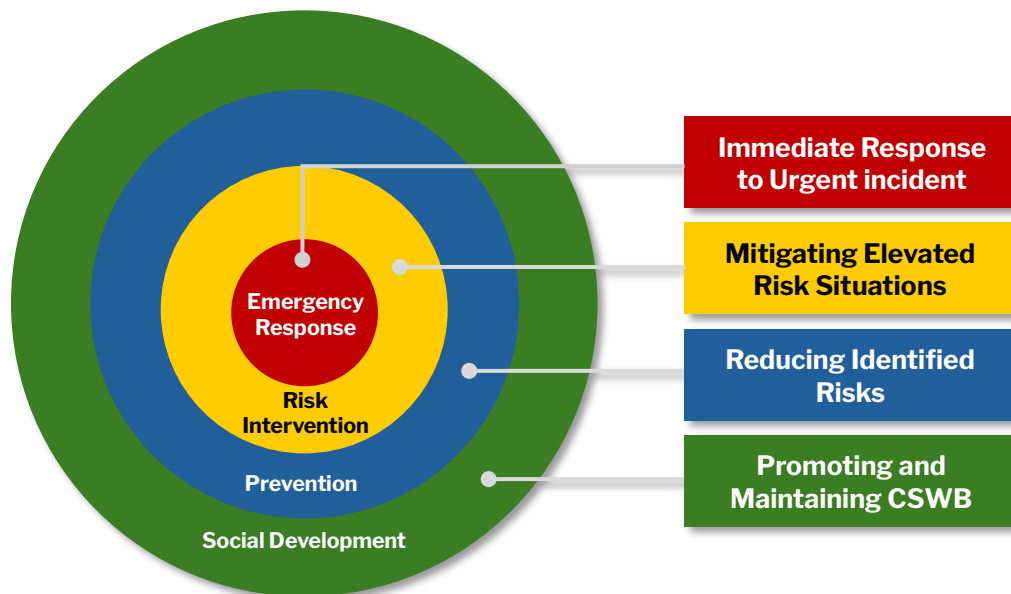 Emergency
Response
Risk
Intervention
Prevention
Social Development
Immediate Response
to Urgent incident
Mitigating Elevated
Risk Situations
Reducing Identified
Risks
Promoting and
Maintaining CSWB